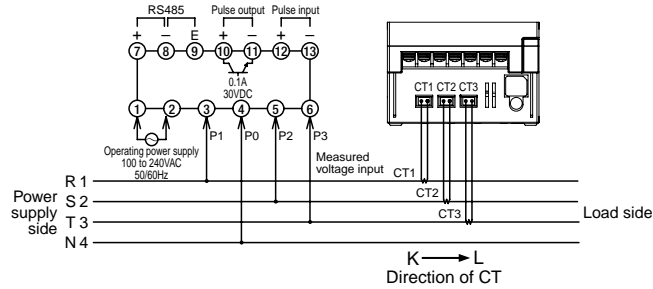 RS485 Pulse output Pulse input
+ − E + − + −
7 8 9 10 11 12 13
0.1A
30VDC
CT1 CT2 CT3
1 2 3 4 5 6
P1 P0 P2 P3
Operating power supply
100 to 240VAC
50/60Hz
Measured
voltage input
CT1
CT2
CT3
Power
supply
side
R 1
S 2
T 3
N 4
Load side
K → L
Direction of CT